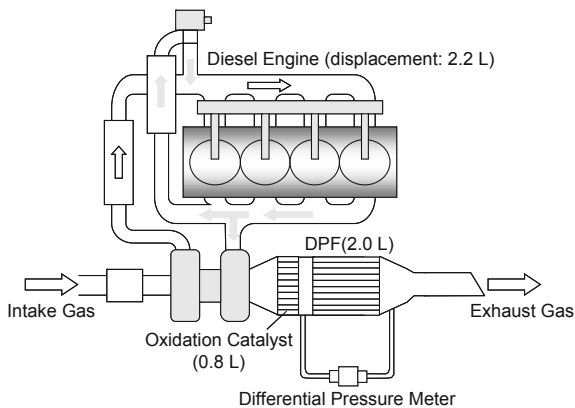 Diesel Engine (displacement: 2.2 L)
DPF(2.0 L)
Intake Gas
Exhaust Gas
Oxidation Catalyst
(0.8 L)
Differential Pressure Meter